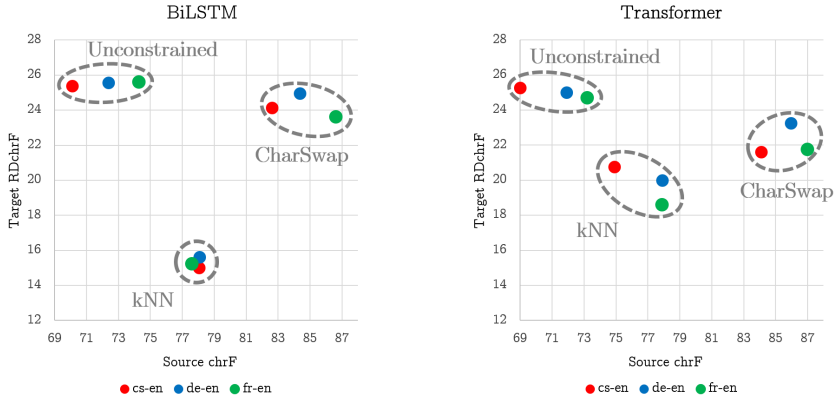 BiLSTM
28
26
24
22
20
18
16
14
12
Target RDchrF
Unconstrained
CharSwap
kNN
69 71 73 75 77 79 81 83 85 87
Source chrF
cs-en de-en fr-en
Transformer
28
26
24
22
20
18
16
14
12
Target RDchrF
Unconstrained
CharSwap
kNN
69 71 73 75 77 79 81 83 85 87
Source chrF
cs-en de-en fr-en